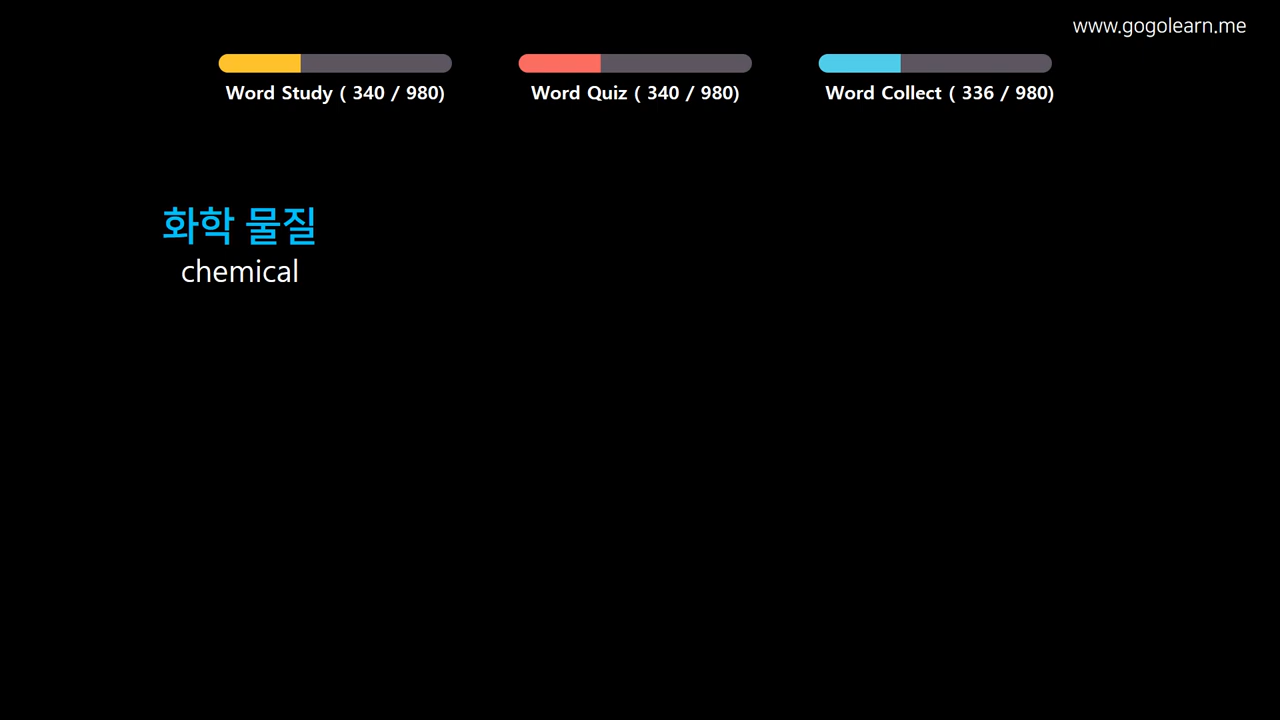 www.gogolearn.me
Word Study ( 340 / 980)
Word Quiz ( 340 / 980)
Word Collect ( 336 / 980)
화학 물질
chemical